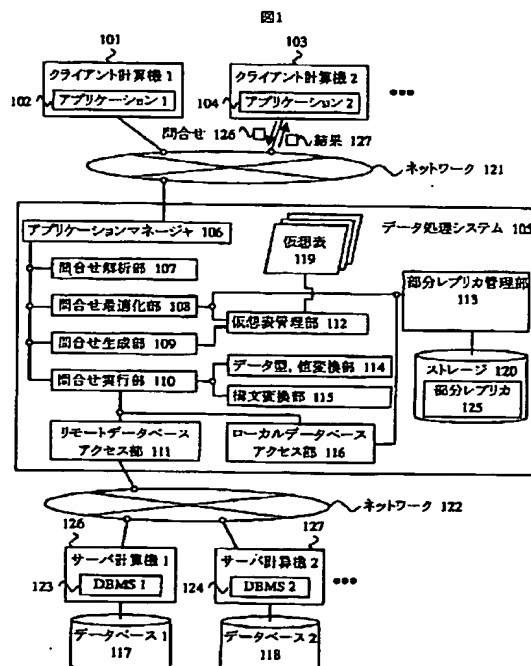 図1
101
103
クライアント計算機 1
クライアント計算機 2
102
アプリケーション 1
104
アプリケーション 2
•••
問合せ 126
結果 127
ネットワーク 121
アプリケーションマネージャ 106
仮想表
119
データ処理システム 105
問合せ解析部 107
部分レプリカ管理部
113
問合せ最適化部 108
仮想表管理部 112
問合せ生成部 109
データ型, 値変換部 114
ストレージ 120
問合せ実行部 110
構文変換部 115
部分レプリカ
125
リモートデータベース
アクセス部 111
ローカルデータベース
アクセス部 116
ネットワーク 122
126
127
サーバ計算機 1
サーバ計算機 2
123
DBMS 1
124
DBMS 2
•••
データベース 1
117
データベース 2
118